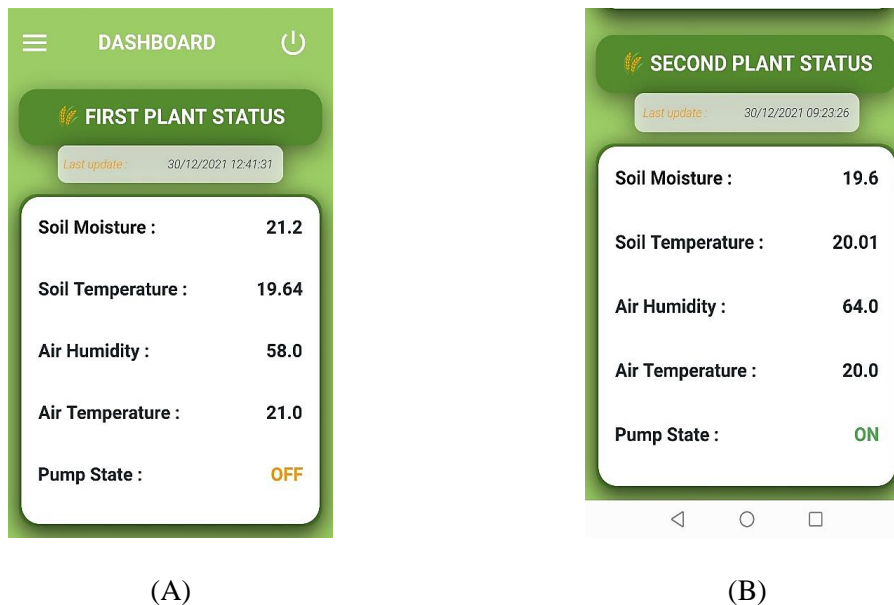 DASHBOARD
FIRST PLANT STATUS
Last update : 30/12/2021 12:41:31
Soil Moisture : 21.2
Soil Temperature : 19.64
Air Humidity : 58.0
Air Temperature : 21.0
Pump State : OFF
(A)
SECOND PLANT STATUS
Last update : 30/12/2021 09:23:26
Soil Moisture : 19.6
Soil Temperature : 20.01
Air Humidity : 64.0
Air Temperature : 20.0
Pump State : ON
(B)